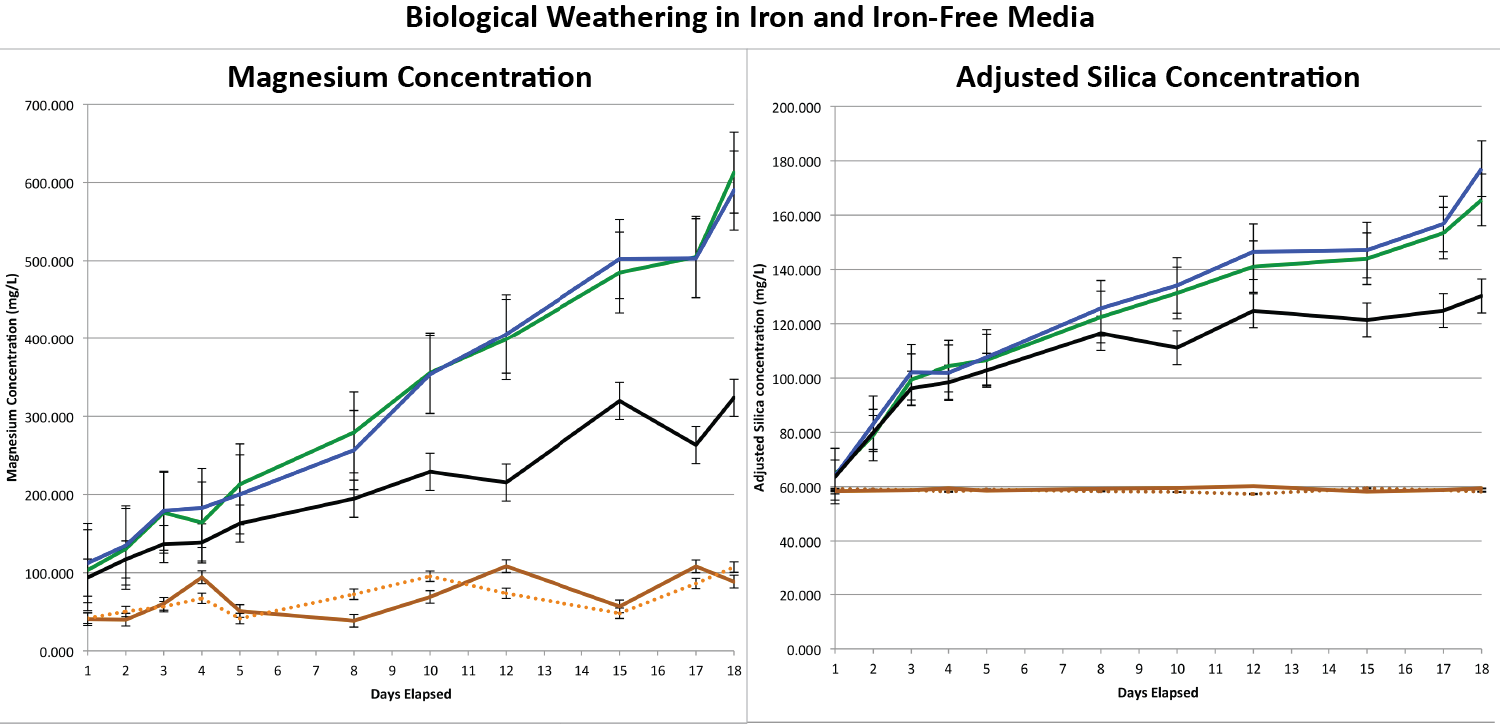 Biological Weathering in Iron and Iron-Free Media
Magnesium Concentration
700.000
600.000
500.000
400.000
300.000
200.000
100.000
0.000
Magnesium Concentration (mg/L)
1 2 3 4 5 6 7 8 9 10 11 12 13 14 15 16 17 18
Days Elapsed
Adjusted Silica Concentration
200.000
180.000
160.000
140.000
120.000
100.000
80.000
60.000
40.000
20.000
0.000
Adjusted Silica concentration (mg/L)
1 2 3 4 5 6 7 8 9 10 11 12 13 14 15 16 17 18
Days Elapsed